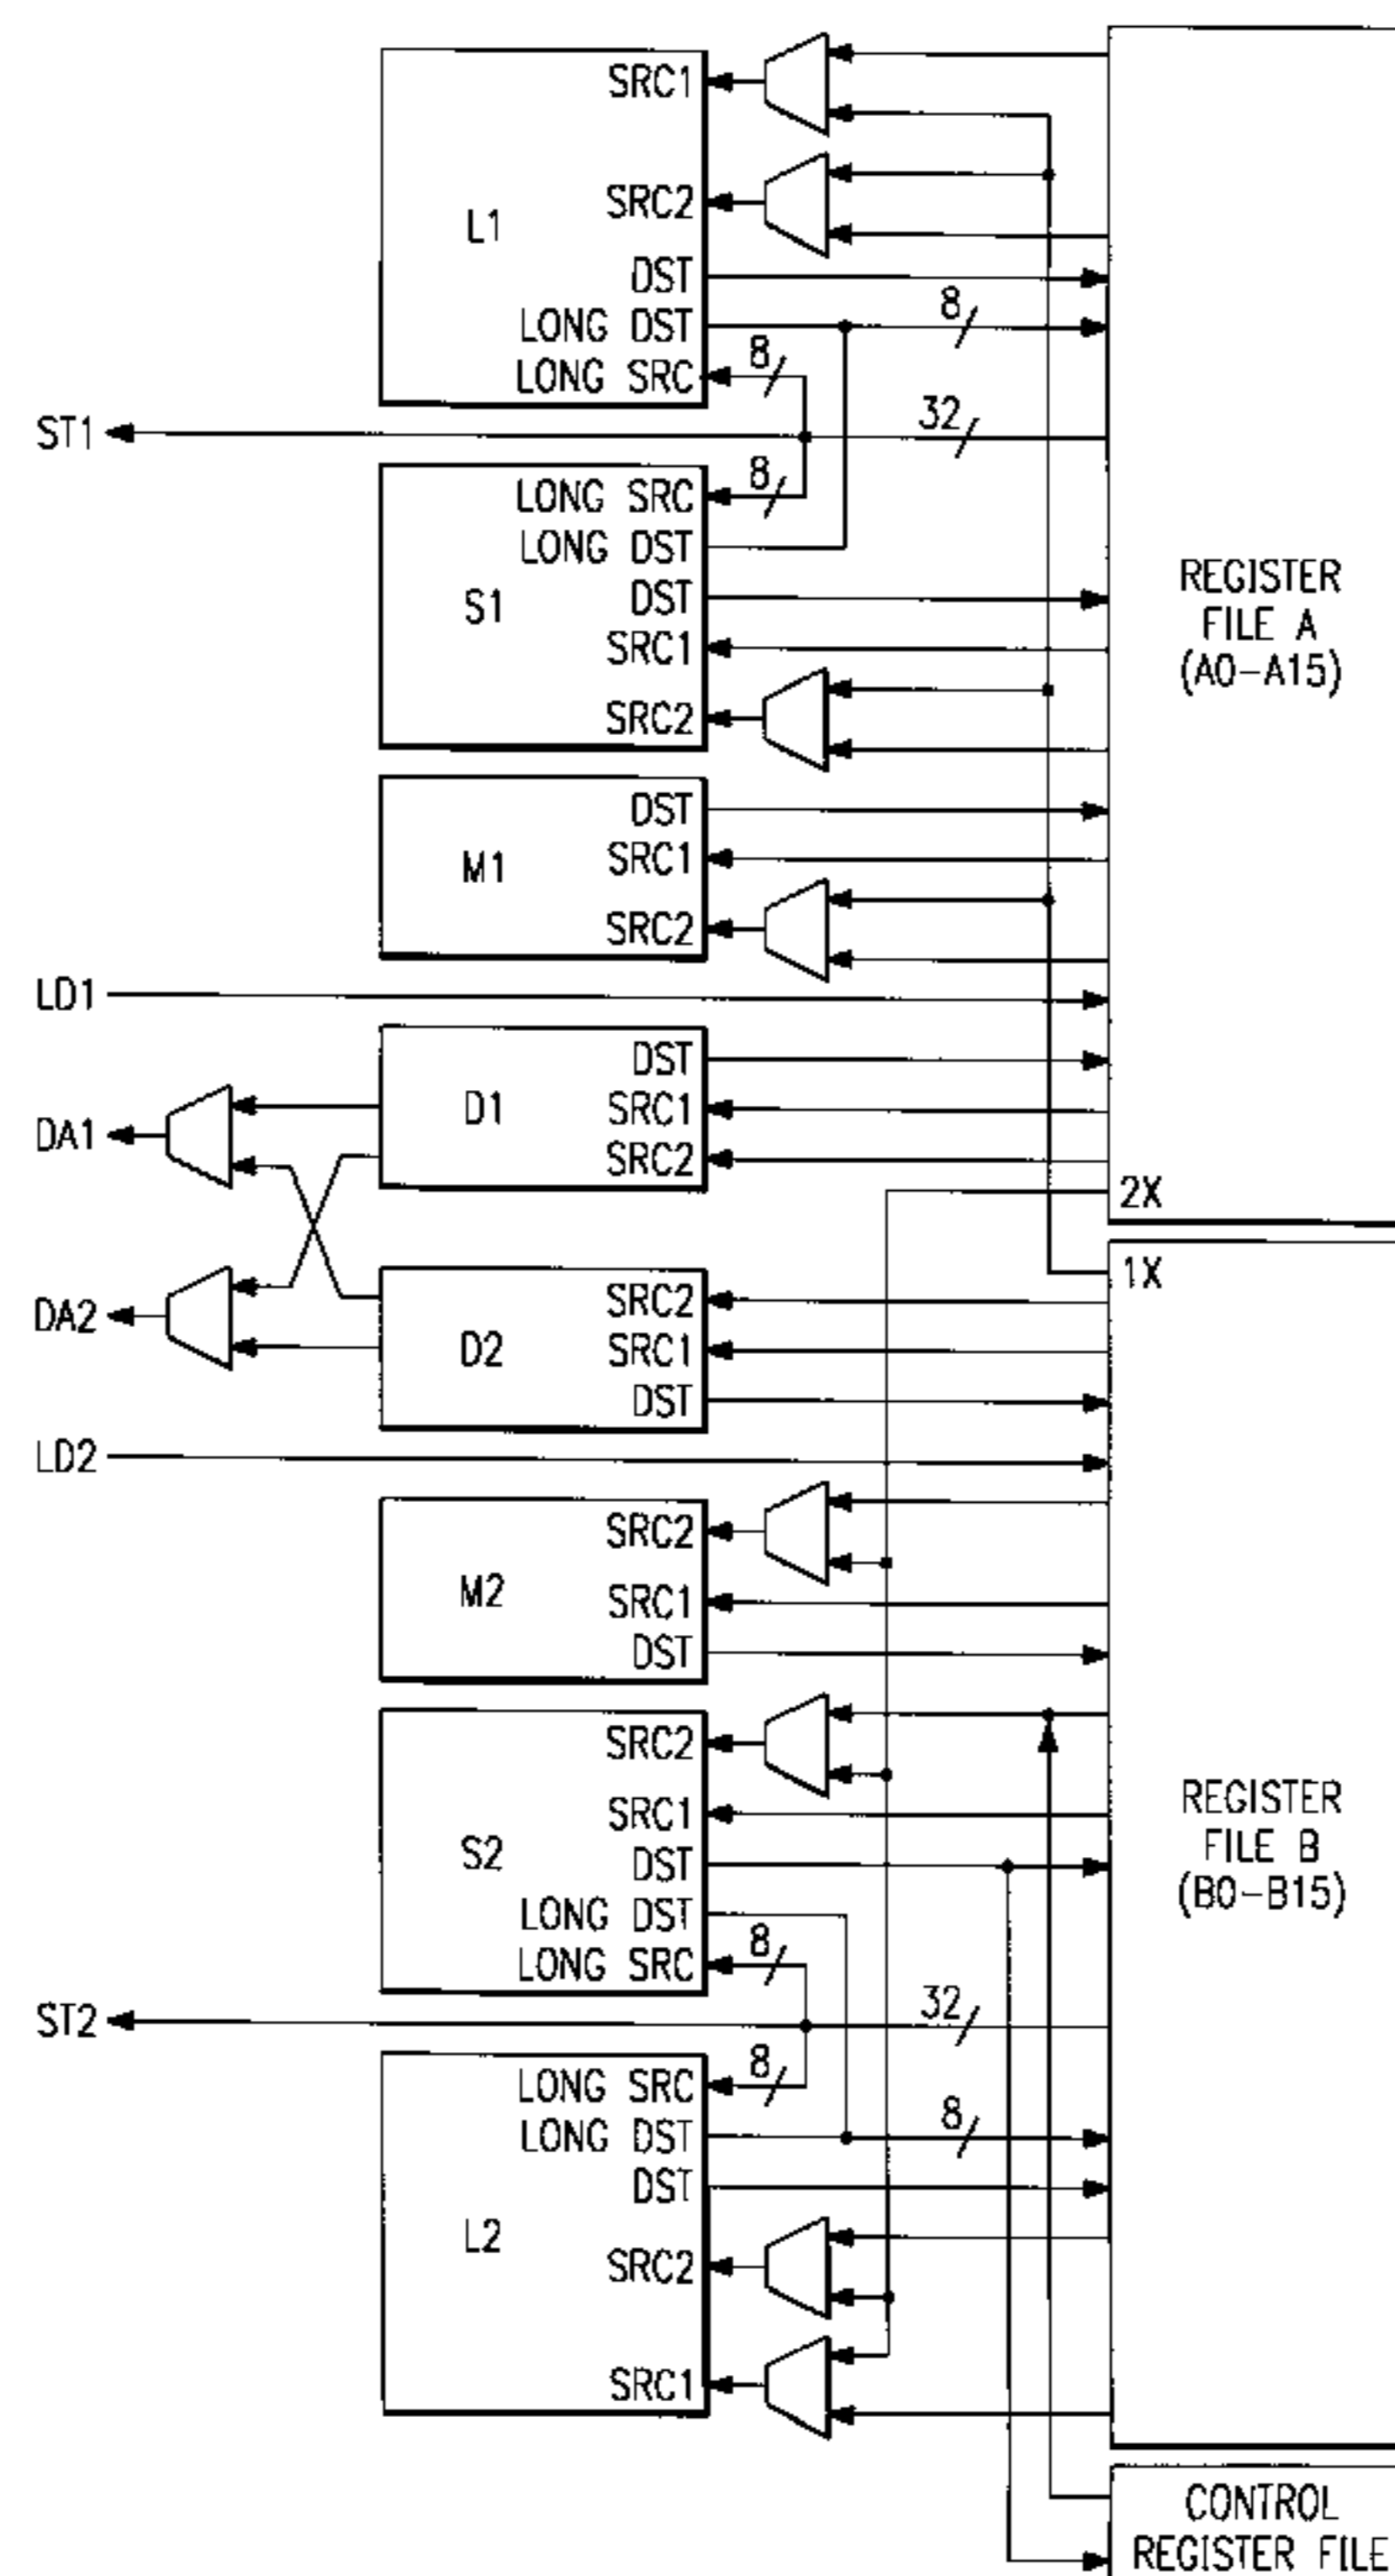 SRC1
SRC2
L1
DST
LONG DST
8
LONG SRC
8
ST1
32
LONG SRC
8
LONG DST
S1
DST
SRC1
SRC2
REGISTER
FILE A
(A0-A15)
DST
M1
SRC1
SRC2
LD1
DST
D1
SRC1
DA1
SRC2
2X
1X
SRC2
DA2
D2
SRC1
DST
LD2
SRC2
M2
SRC1
DST
SRC2
SRC1
S2
DST
LONG DST
LONG SRC
8
REGISTER
FILE B
(B0-B15)
ST2
32
LONG SRC
8
LONG DST
8
DST
L2
SRC2
SRC1
CONTROL
REGISTER FILE